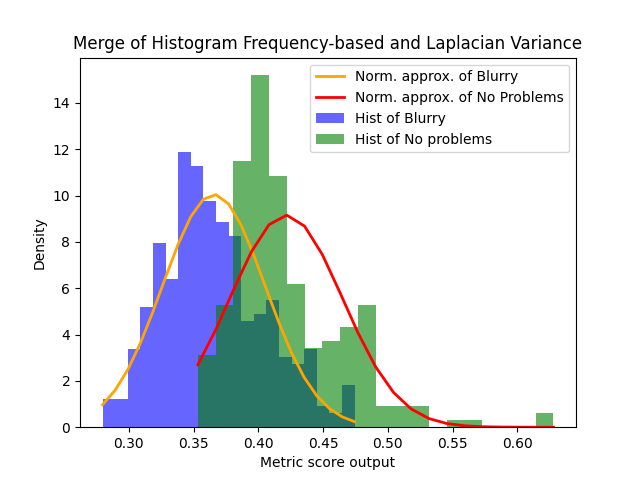 Merge of Histogram Frequency-based and Laplacian Variance
Norm. approx. of Blurry
Norm. approx. of No Problems
Hist of Blurry
Hist of No problems
Density
14
12
10
8
6
4
2
0
0.30 0.35 0.40 0.45 0.50 0.55 0.60
Metric score output